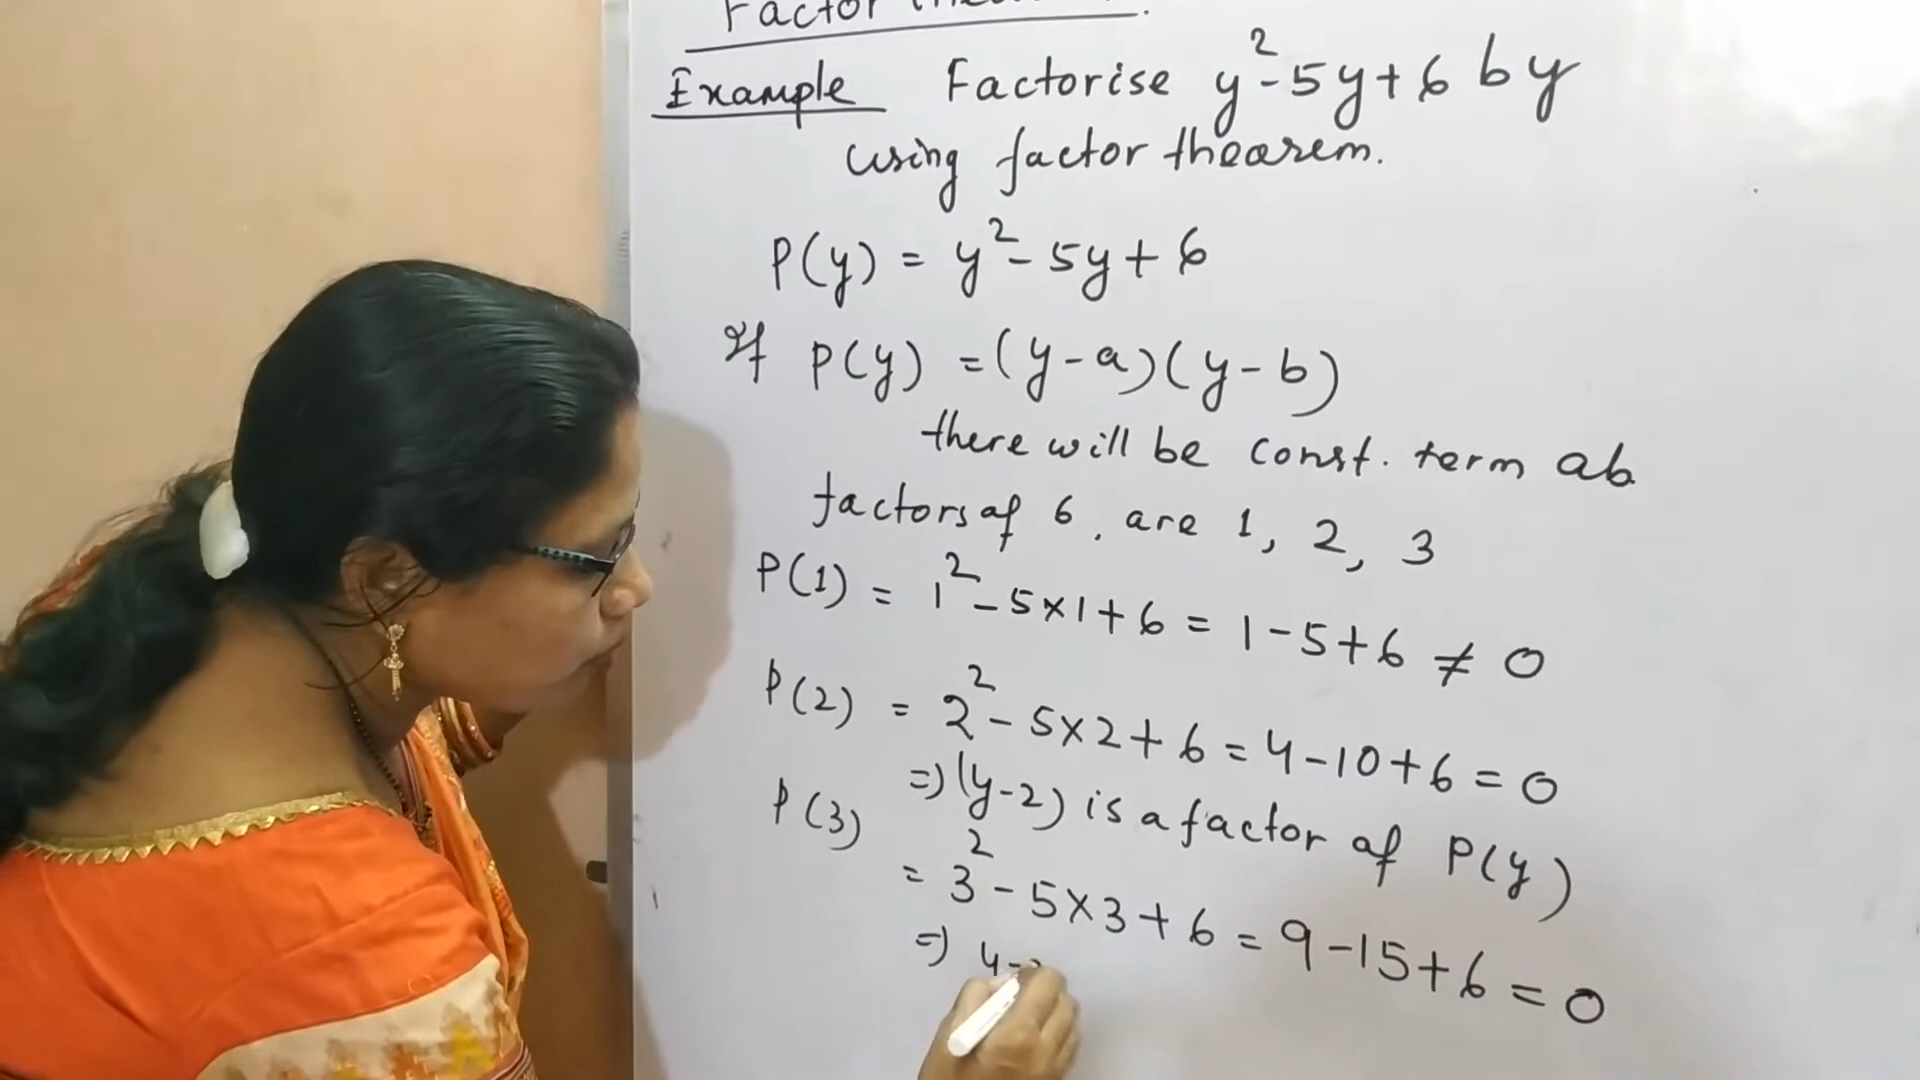 Factor
Example Factorise y²-5y+6 by
using factor thearem.
P(y) = y²-5y+6
If P(y) =(y-a)(y-b)
there will be const. term ab
factors of 6, are 1, 2, 3
P(1) = 1²-5×1+6 = 1-5+6 ≠ 0
P(2) = 2²-5×2+6 = 4-10+6 = 0
=) (y-2) is a factor of P(y)
P(3)
= 3²-5×3+6 = 9-15+6 = 0
=) y-